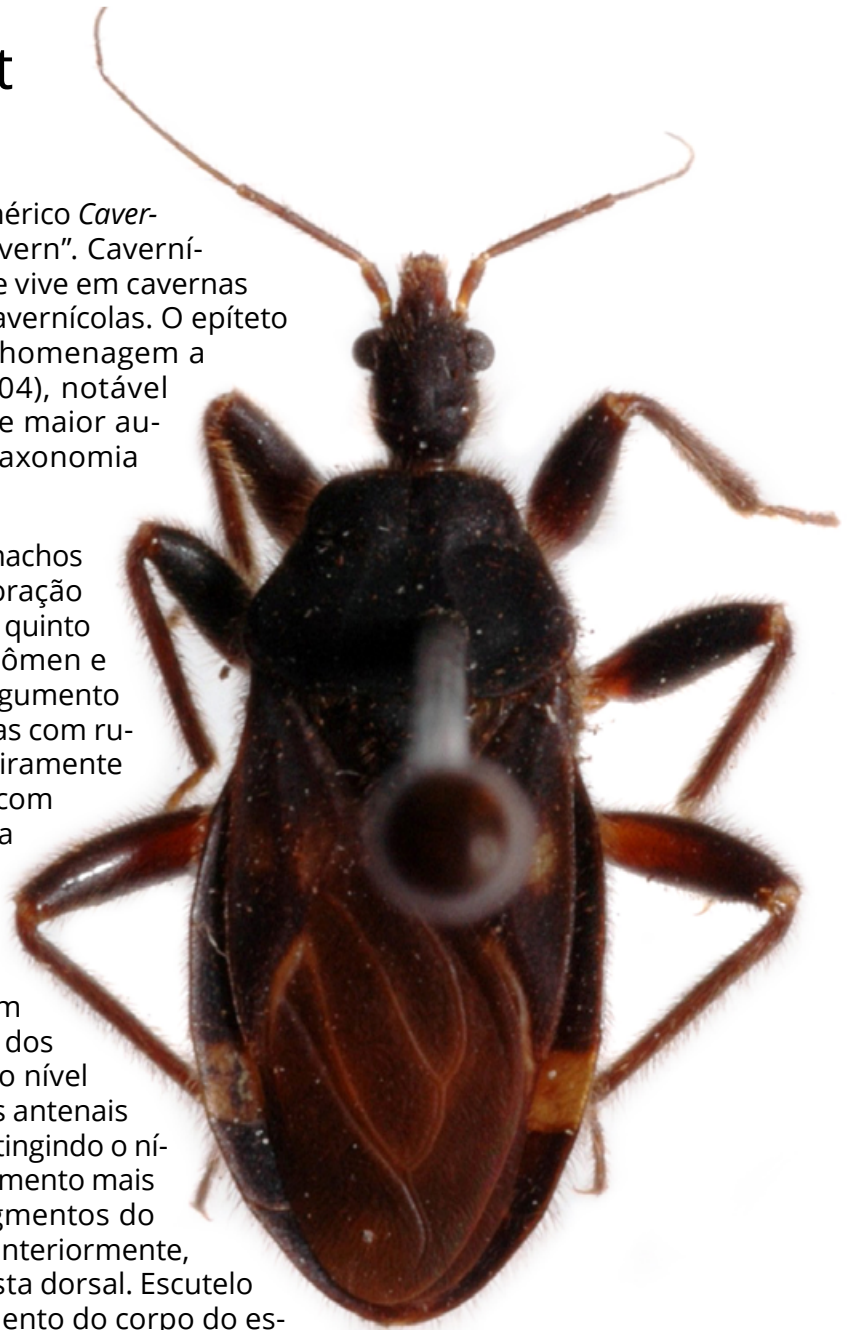 t
nérico Caver-
vern”. Caverní-
e vive em cavernas
avernícolas. O epíteto
homenagem a
04), notável
e maior au-
axonomia
nachos
oração
quinto
ômen e
gumento
as com ru-
iramente
com
a
m
dos
o nível
s antenais
tingindo o ní-
mento mais
gmentos do
nteriormente,
sta dorsal. Escutelo
ento do corpo do es-